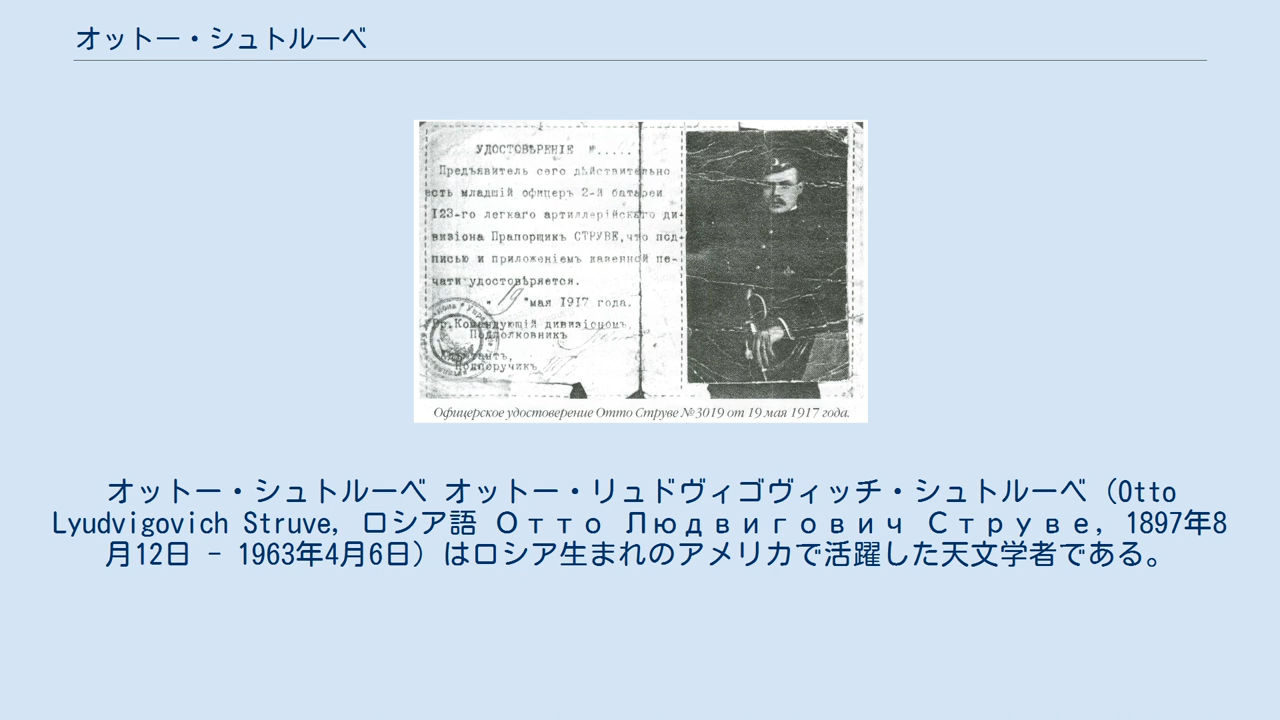 オットー・シュトルーベ
УДОСТОВѢРЕНІЕ №.....
Предъявитель сего дѣйствительно
есть младшій офицеръ 2-й батареи
123-го легкаго артиллерійскаго ди-
визіона Прапорщикъ СТРУВЕ,что под-
писью и приложеніемъ казенной пе-
чати удостовѣряется.
" 19 "мая 1917 года.
Вр.Командующій дивизіономъ,
Подполковникъ
Адъютантъ,
Подпоручикъ
Офицерское удостоверение Отто Струве №3019 от 19 мая 1917 года.
オットー・シュトルーベ オットー・リュドヴィゴヴィッチ・シュトルーベ（Otto
Lyudvigovich Struve, ロシア語 Отто Людвигович Струве, 1897年8
月12日 - 1963年4月6日）はロシア生まれのアメリカで活躍した天文学者である。